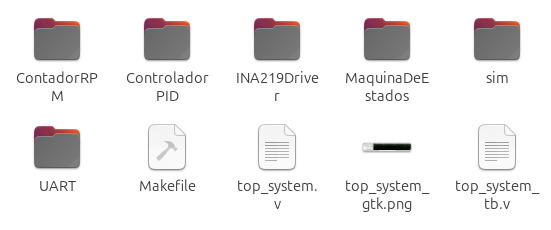 ContadorRP
M
Controlador
PID
INA219Drive
r
MaquinaDeE
stados
sim
UART
Makefile
top_system.
v
top_system_
gtk.png
top_system_
tb.v